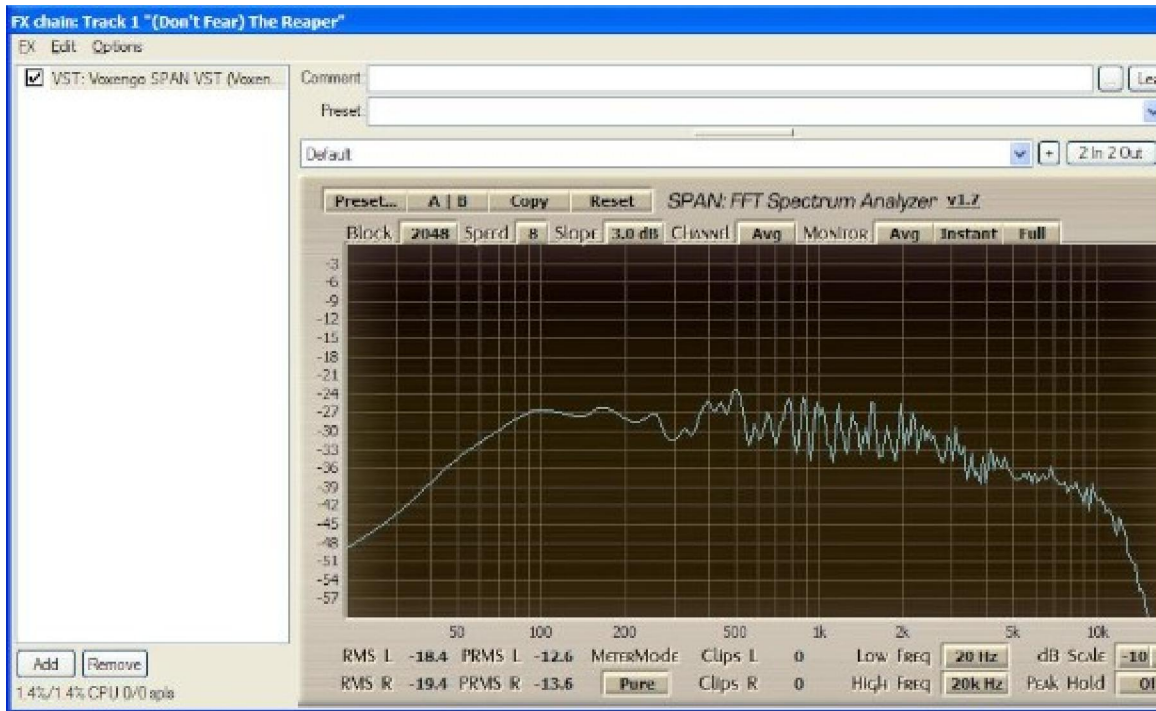 FX chain: Track 1 "(Don't Fear) The Reaper"
FX Edit Options
VST: Voxengo SPAN VST (Voxen...
Comment:
... Lea
Preset:
Default
+ 2 In 2 Out
Preset... A | B Copy Reset SPAN: FFT Spectrum Analyzer v1.7
Block 2048 Speed 8 Slope 3.0 dB Channel Avg Monitor Avg Instant Full
-3
-6
-9
-12
-15
-18
-21
-24
-27
-30
-33
-36
-39
-42
-45
-48
-51
-54
-57
50 100 200 500 1k 2k 5k 10k
RMS L -18.4 PRMS L -12.6 MeterMode Clips L 0 Low Freq 20 Hz dB Scale -10
RMS R -19.4 PRMS R -13.6 Pure Clips R 0 High Freq 20k Hz Peak Hold
Add Remove
1.4%/1.4% CPU 0/0 spls